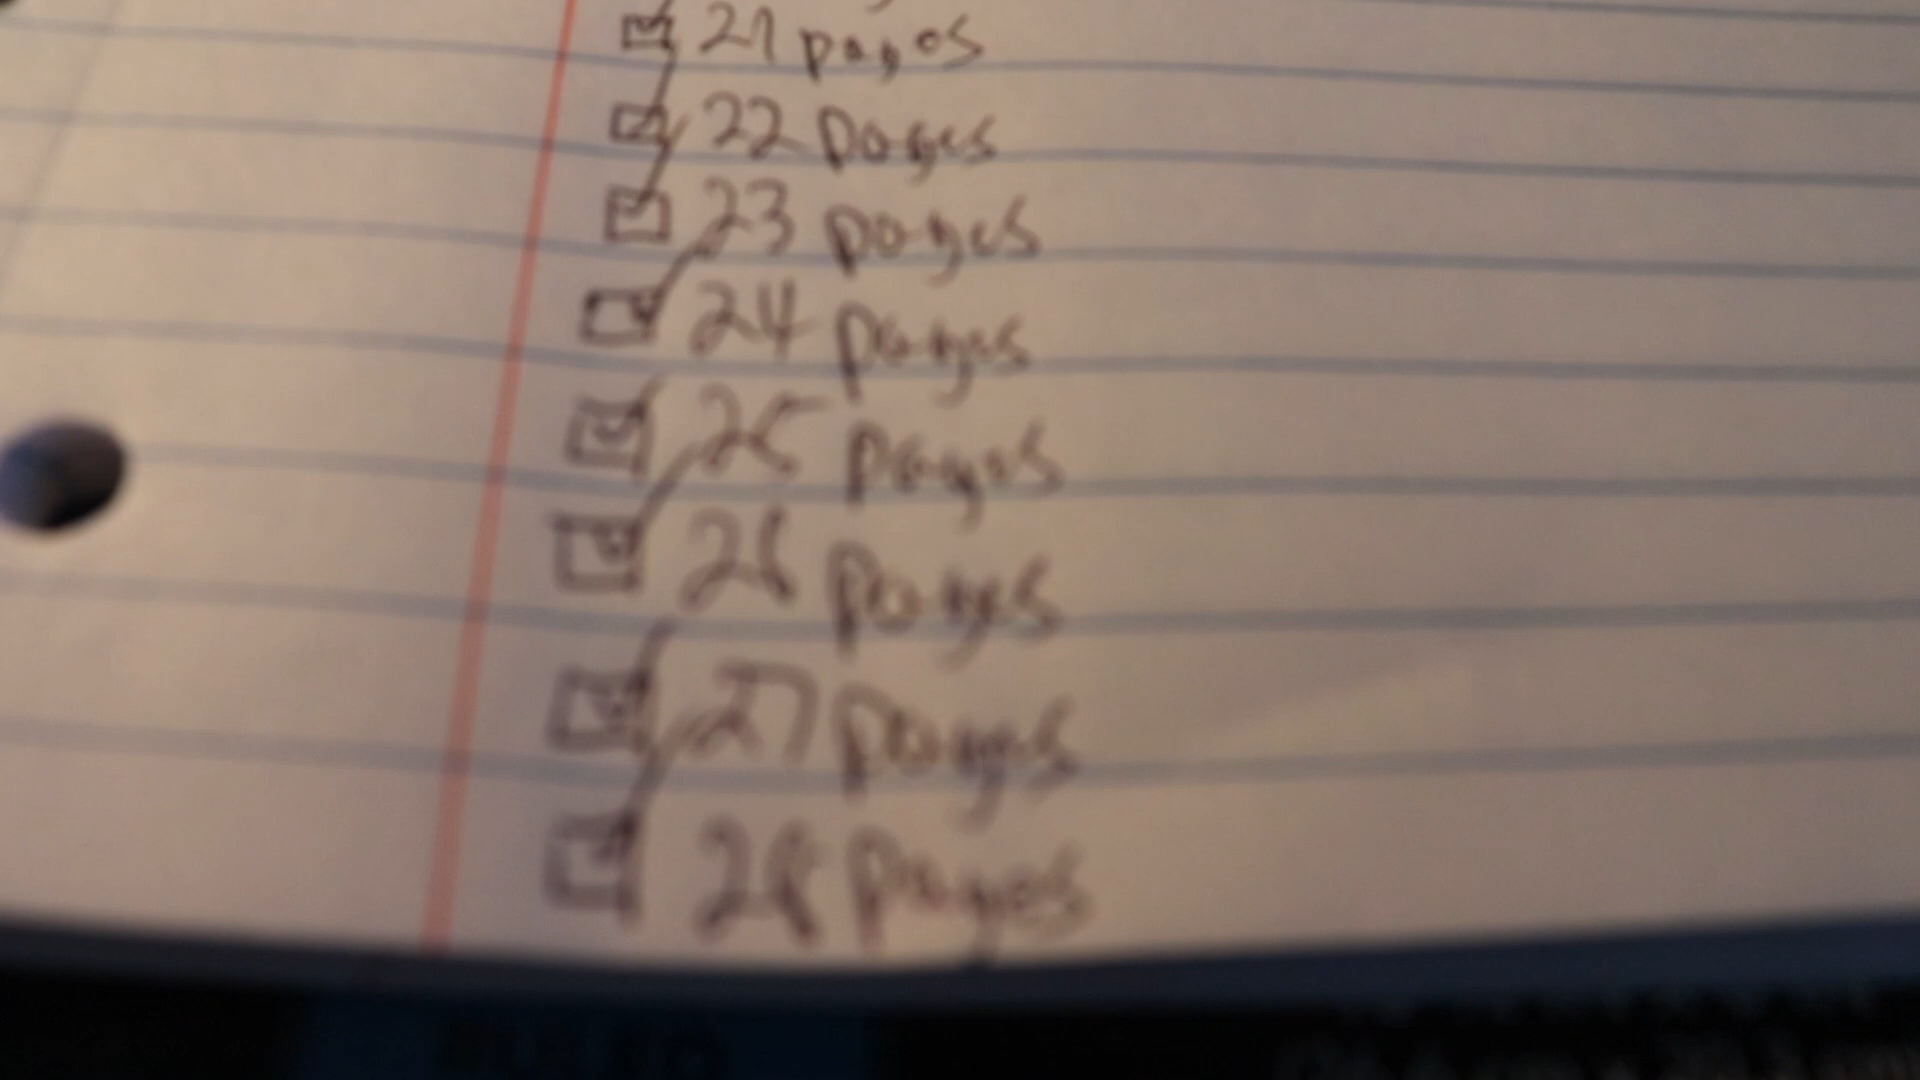 ☑ 21 pages
☑ 22 pages
☑ 23 pages
☑ 24 pages
☑ 25 pages
☑ 26 pages
☑ 27 pages
☑ 28 pages